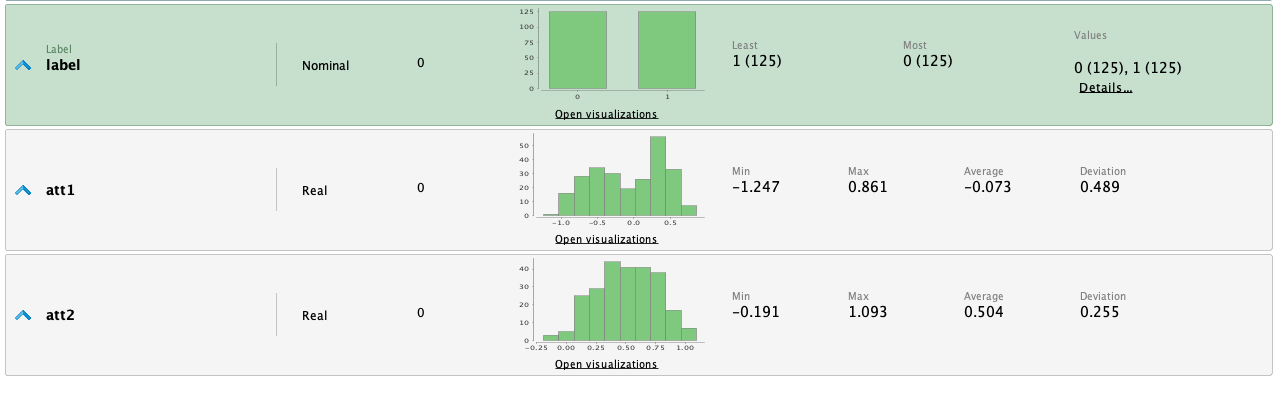 Label
label
Nominal
0
125
100
75
50
25
0
0 1
Open visualizations
Least
1 (125)
Most
0 (125)
Values
0 (125), 1 (125)
Details...
att1
Real
0
50
40
30
20
10
0
−1.0 −0.5 0.0 0.5
Open visualizations
Min
−1.247
Max
0.861
Average
−0.073
Deviation
0.489
att2
Real
0
40
30
20
10
0
−0.25 0.00 0.25 0.50 0.75 1.00
Open visualizations
Min
−0.191
Max
1.093
Average
0.504
Deviation
0.255